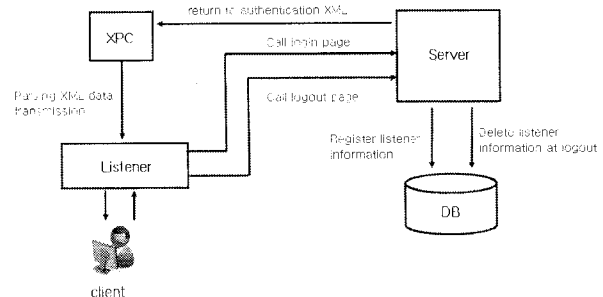 return to authentication XML
XPC
Call login page
Server
Parsing XML data
transmission
Call logout page
Register listener
information
Delete listener
information at logout
Listener
DB
client